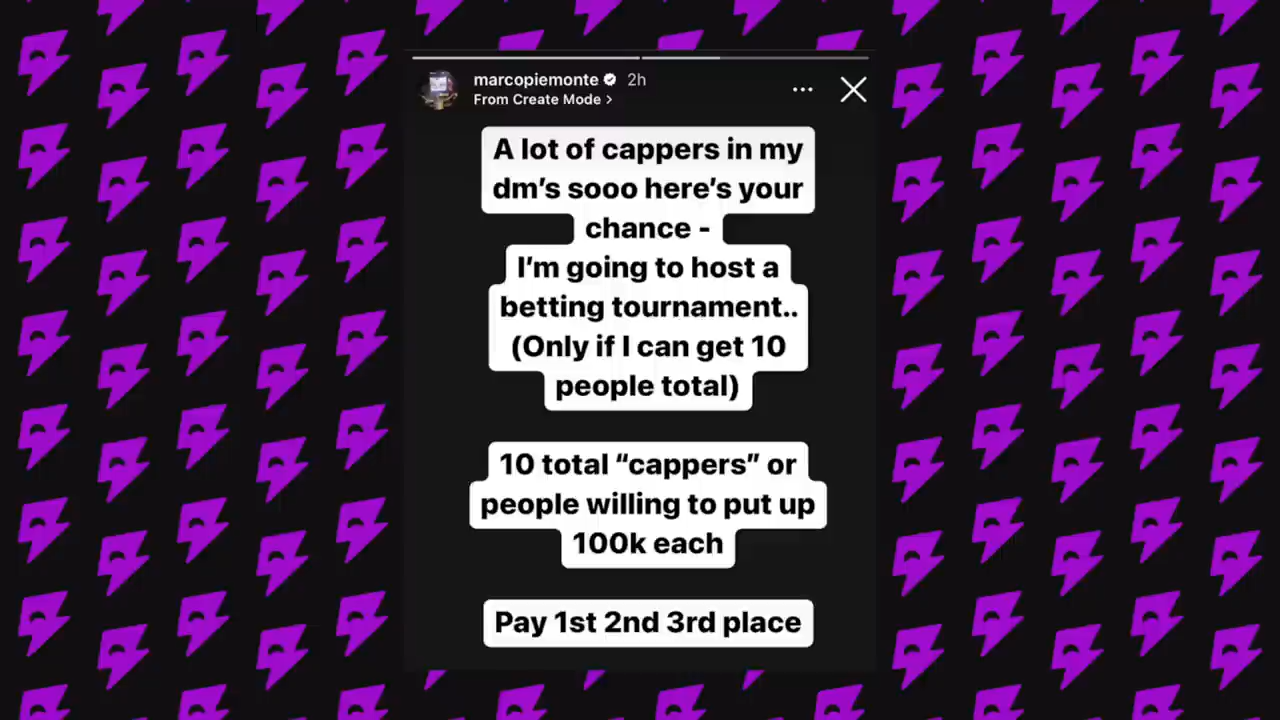 marcopiemonte 2h
From Create Mode >
A lot of cappers in my
dm’s sooo here’s your
chance -
I’m going to host a
betting tournament..
(Only if I can get 10
people total)
10 total “cappers” or
people willing to put up
100k each
Pay 1st 2nd 3rd place